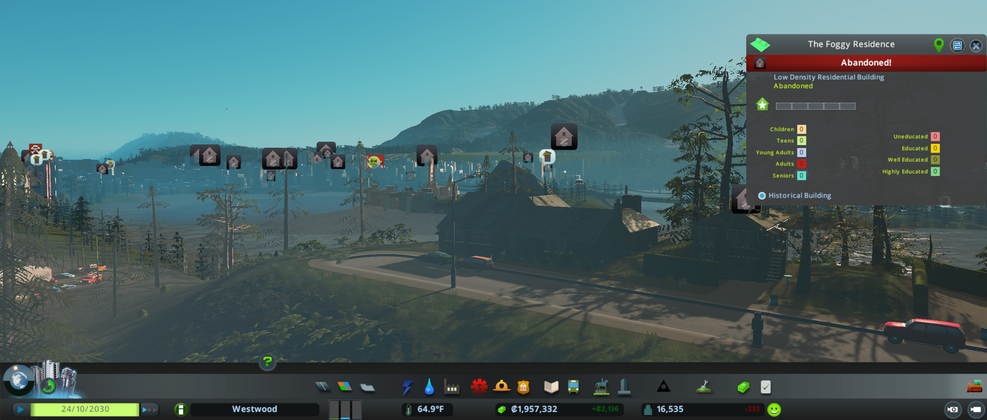 The Foggy Residence
Abandoned!
Low Density Residential Building
Abandoned
Children 0
Teens 0
Young Adults 0
Adults 0
Seniors 0
Uneducated 0
Educated 0
Well Educated 0
Highly Educated 0
Historical Building
?
24/10/2030
Westwood
64.9°F
₡1,957,332
+₡2,136
16,535
-233